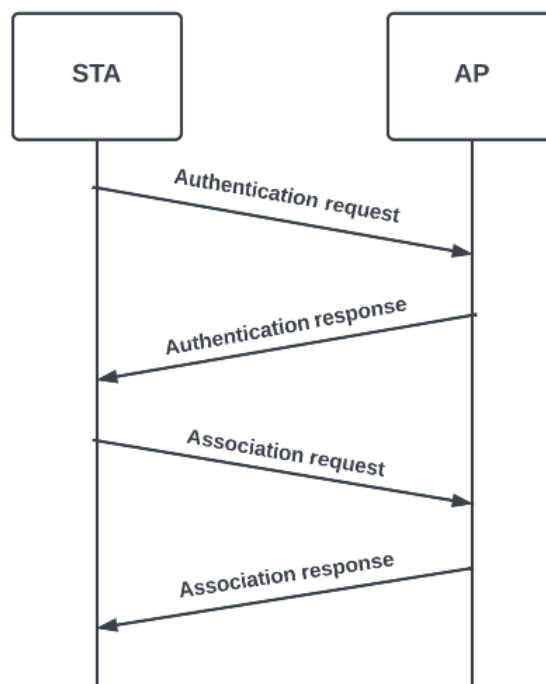 STA
AP
Authentication request
Authentication response
Association request
Association response